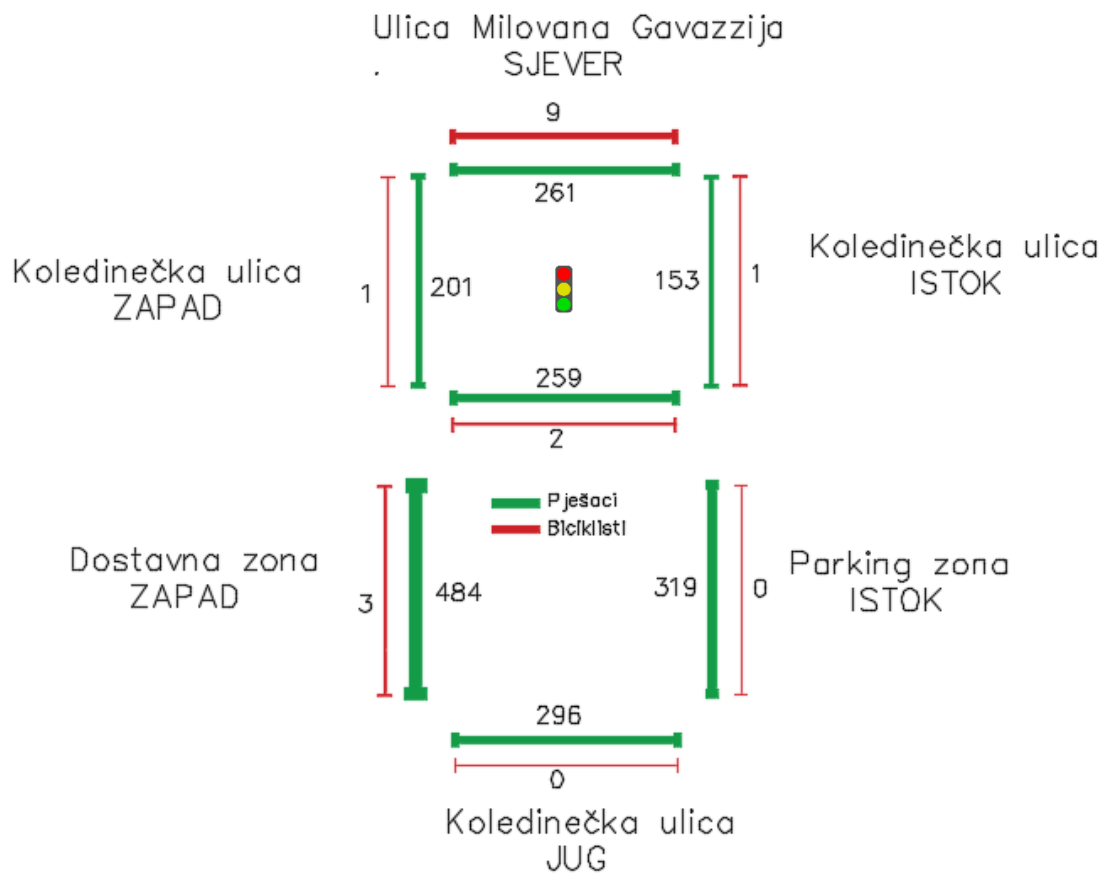 Ulica Milovana Gavazzija
SJEVER
9
261
Koledinečka ulica
ZAPAD
1
201
153
1
Koledinečka ulica
ISTOK
259
2
Pješaci
Biciklisti
Dostavna zona
ZAPAD
3
484
319
0
Parking zona
ISTOK
296
0
Koledinečka ulica
JUG